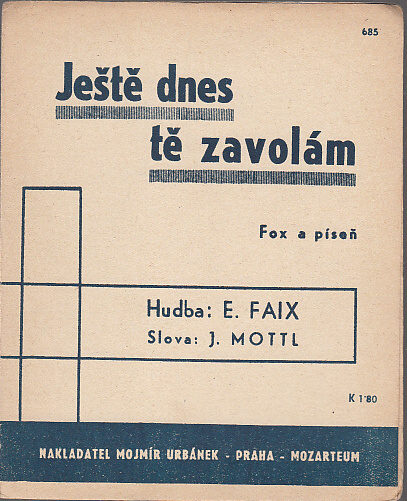 685
Ještě dnes
tě zavolám
Fox a píseň
Hudba: E. FAIX
Slova: J. MOTTL
K 1·80
NAKLADATEL MOJMÍR URBÁNEK - PRAHA - MOZARTEUM